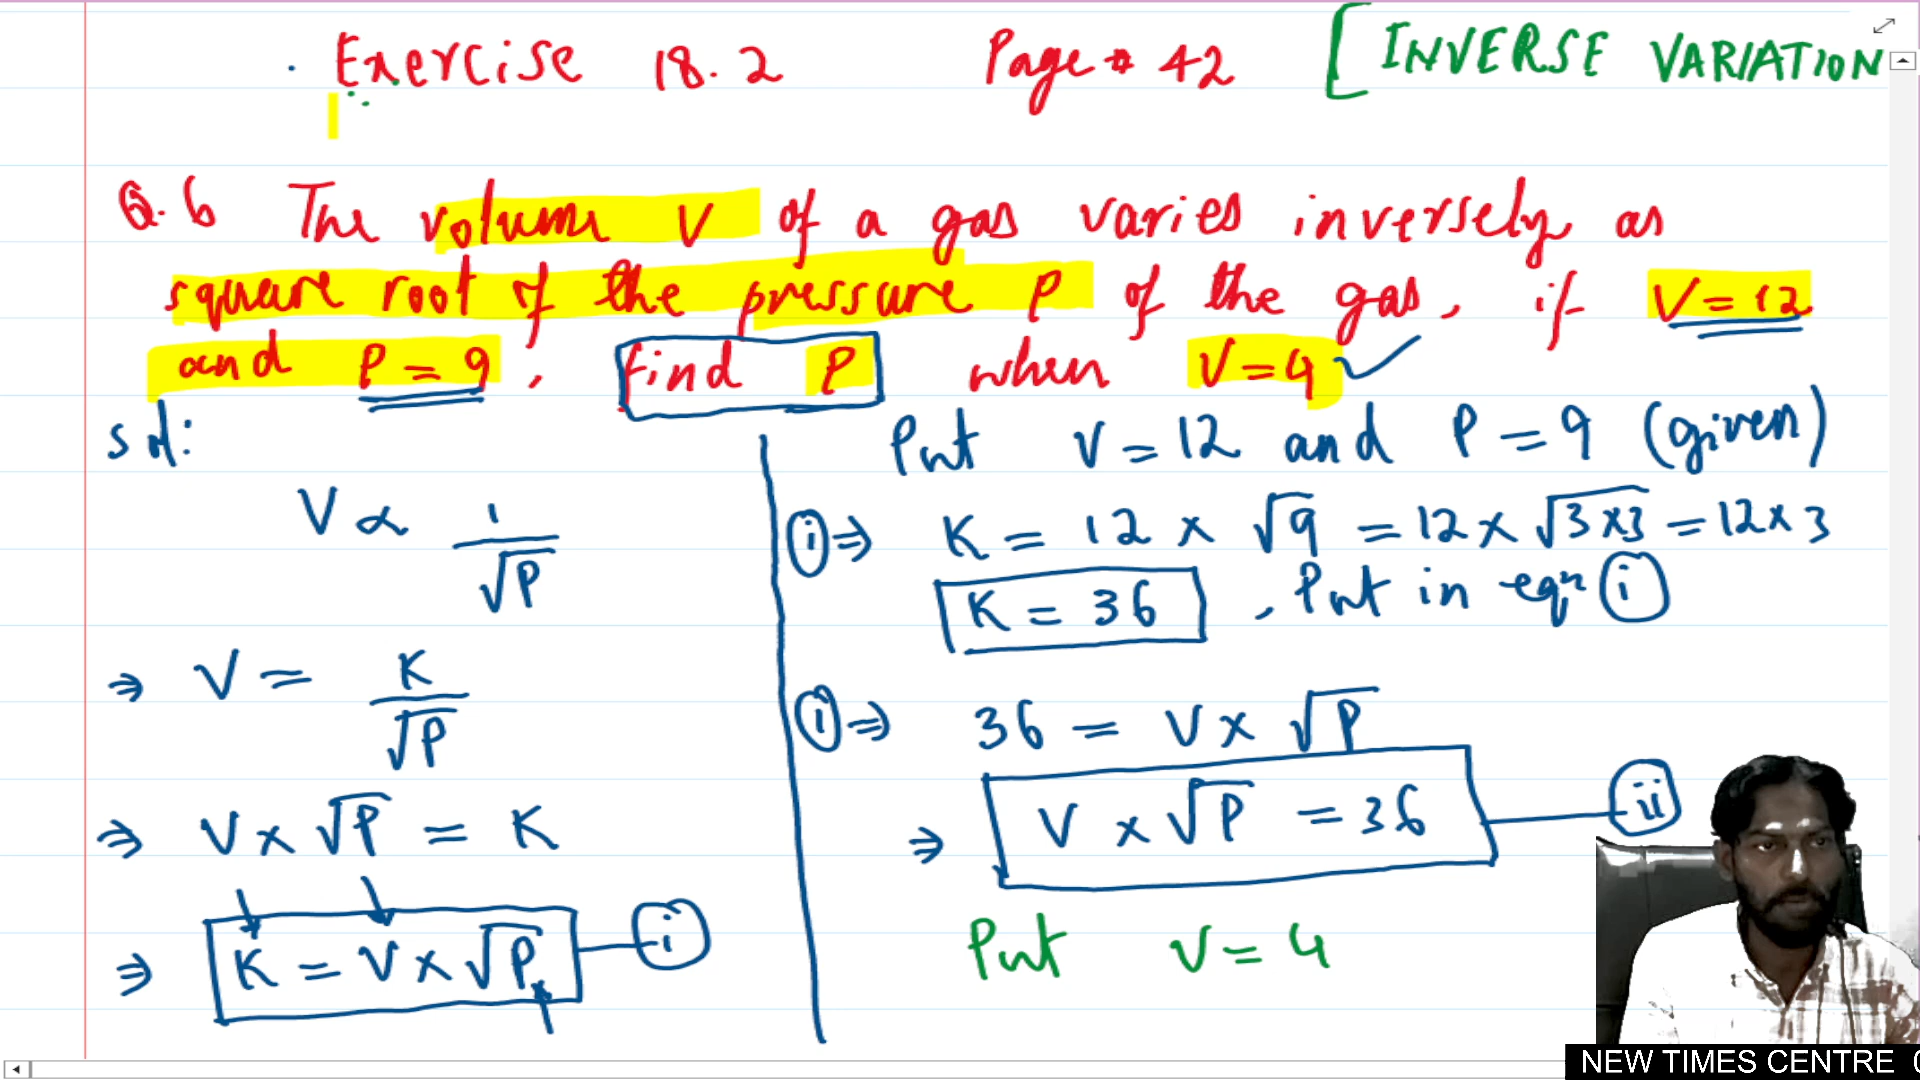 Exercise 18.2 Page # 42 [INVERSE VARIATION
Q.6 The volume V of a gas varies inversely as
square root of the pressure P of the gas, if V = 12
and P = 9, find P when V = 4 ✓
Sol:
V ∝ 1/√P
⇒ V = K/√P
⇒ V × √P = K
⇒ K = V × √P — (i)
Put V = 12 and P = 9 (given)
(i) ⇒ K = 12 × √9 = 12 × √3×3 = 12×3
K = 36, Put in eqn (i)
(i) ⇒ 36 = V × √P
⇒ V × √P = 36 — (ii)
Put V = 4
NEW TIMES CENTRE